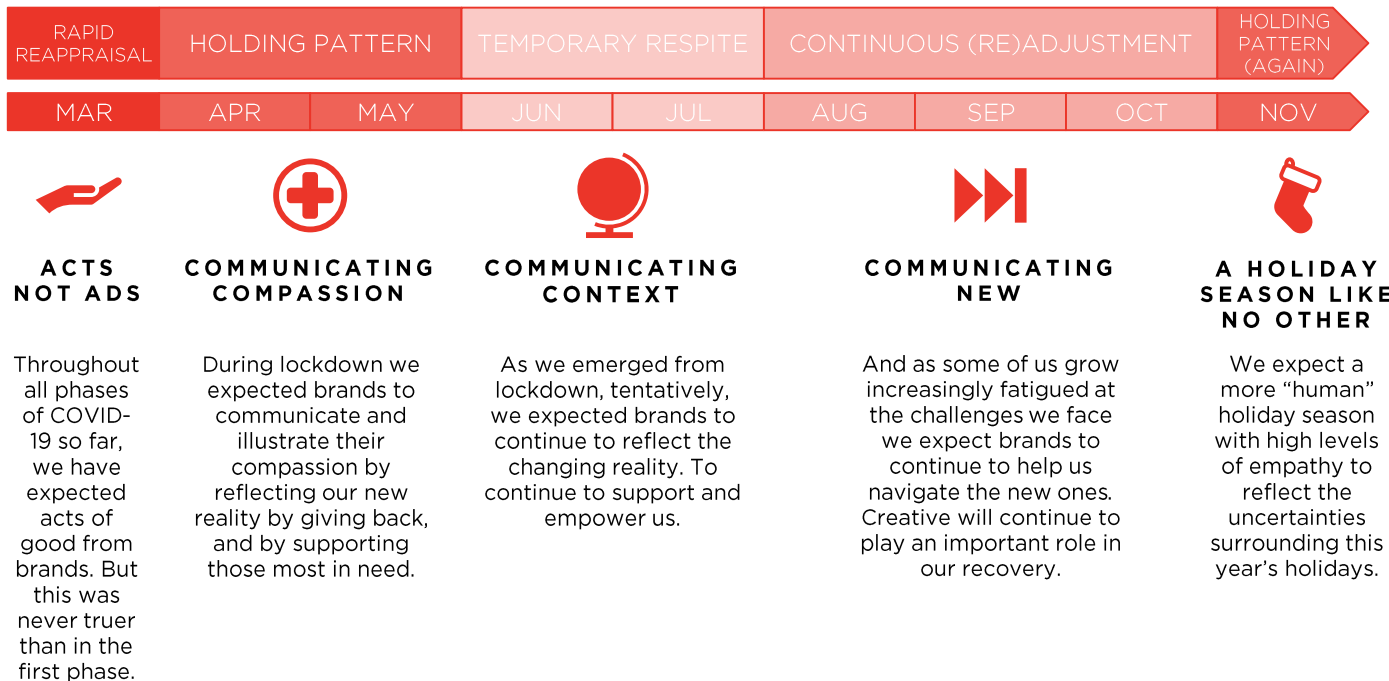 RAPID
REAPPRAISAL
HOLDING PATTERN
TEMPORARY RESPITE
CONTINUOUS (RE)ADJUSTMENT
HOLDING
PATTERN
(AGAIN)
MAR
APR
MAY
JUN
JUL
AUG
SEP
OCT
NOV
ACTS
NOT ADS
Throughout
all phases
of COVID-
19 so far,
we have
expected
acts of
good from
brands. But
this was
never truer
than in the
first phase.
COMMUNICATING
COMPASSION
During lockdown we
expected brands to
communicate and
illustrate their
compassion by
reflecting our new
reality by giving back,
and by supporting
those most in need.
COMMUNICATING
CONTEXT
As we emerged from
lockdown, tentatively,
we expected brands to
continue to reflect the
changing reality. To
continue to support and
empower us.
COMMUNICATING
NEW
And as some of us grow
increasingly fatigued at
the challenges we face
we expect brands to
continue to help us
navigate the new ones.
Creative will continue to
play an important role in
our recovery.
A HOLIDAY
SEASON LIKE
NO OTHER
We expect a
more “human”
holiday season
with high levels
of empathy to
reflect the
uncertainties
surrounding this
year’s holidays.